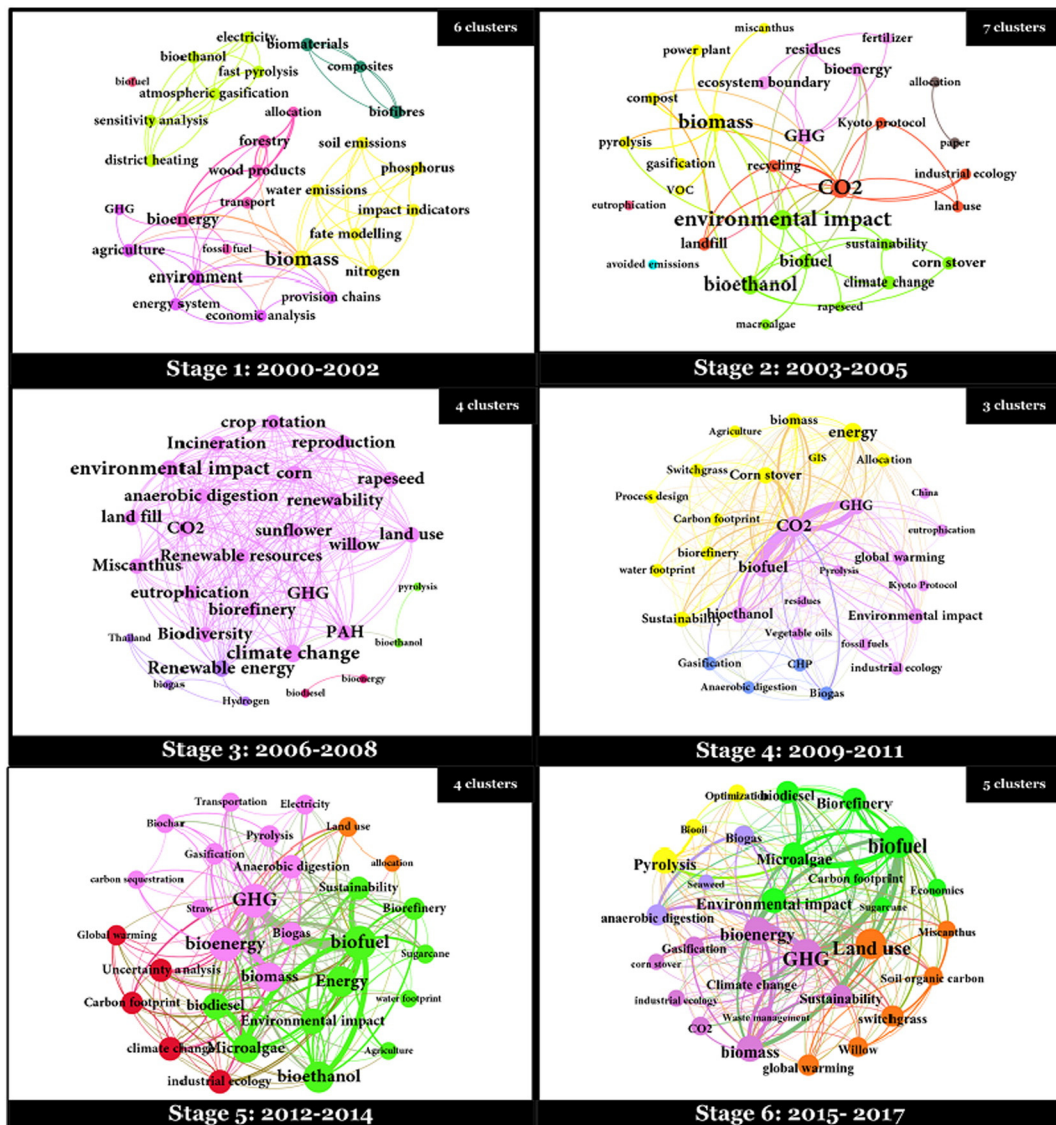 6 clusters
electricity
biomaterials
bioethanol
composites
fast pyrolysis
biofuel
atmospheric gasification
allocation
biofibres
sensitivity analysis
forestry
soil emissions
district heating
wood products
phosphorus
water emissions
GHG
transport
impact indicators
bioenergy
fate modelling
agriculture
fossil fuel
biomass
environment
nitrogen
energy system
provision chains
economic analysis
Stage 1: 2000-2002
7 clusters
miscanthus
fertilizer
power plant
residues
bioenergy
ecosystem boundary
allocation
compost
biomass
Kyoto protocol
GHG
pyrolysis
paper
gasification
recycling
industrial ecology
VOC
CO2
eutrophication
land use
environmental impact
landfill
sustainability
avoided emissions
biofuel
corn stover
bioethanol
climate change
rapeseed
macroalgae
Stage 2: 2003-2005
4 clusters
crop rotation
Incineration
reproduction
environmental impact
corn
rapeseed
anaerobic digestion
renewability
land fill
CO2
sunflower
land use
willow
Renewable resources
Miscanthus
pyrolysis
eutrophication
GHG
biorefinery
Thailand
Biodiversity
PAH
bioethanol
climate change
Renewable energy
biogas
bioenergy
biodiesel
Hydrogen
Stage 3: 2006-2008
3 clusters
biomass
Agriculture
energy
GIS
Switchgrass
Corn stover
Allocation
Process design
GHG
China
Carbon footprint
CO2
eutrophication
biorefinery
global warming
water footprint
biofuel
Pyrolysis
Kyoto Protocol
residues
Sustainability
bioethanol
Environmental impact
Vegetable oils
fossil fuels
Gasification
CHP
industrial ecology
Anaerobic digestion
Biogas
Stage 4: 2009-2011
4 clusters
Transportation
Electricity
Biochar
Pyrolysis
Land use
Gasification
Anaerobic digestion
allocation
carbon sequestration
Sustainability
GHG
Straw
Biorefinery
Global warming
Biogas
bioenergy
biofuel
Sugarcane
Uncertainty analysis
biomass
Energy
Carbon footprint
biodiesel
water footprint
Environmental impact
climate change
Microalgae
Agriculture
industrial ecology
bioethanol
Stage 5: 2012-2014
5 clusters
Optimization
biodiesel
Biorefinery
Biooil
Biogas
biofuel
Pyrolysis
Microalgae
Seaweed
Carbon footprint
Economics
anaerobic digestion
Environmental impact
Sugarcane
bioenergy
Miscanthus
Gasification
GHG
Land use
corn stover
Climate change
Soil organic carbon
industrial ecology
Sustainability
Waste management
switchgrass
CO2
biomass
Willow
global warming
Stage 6: 2015- 2017